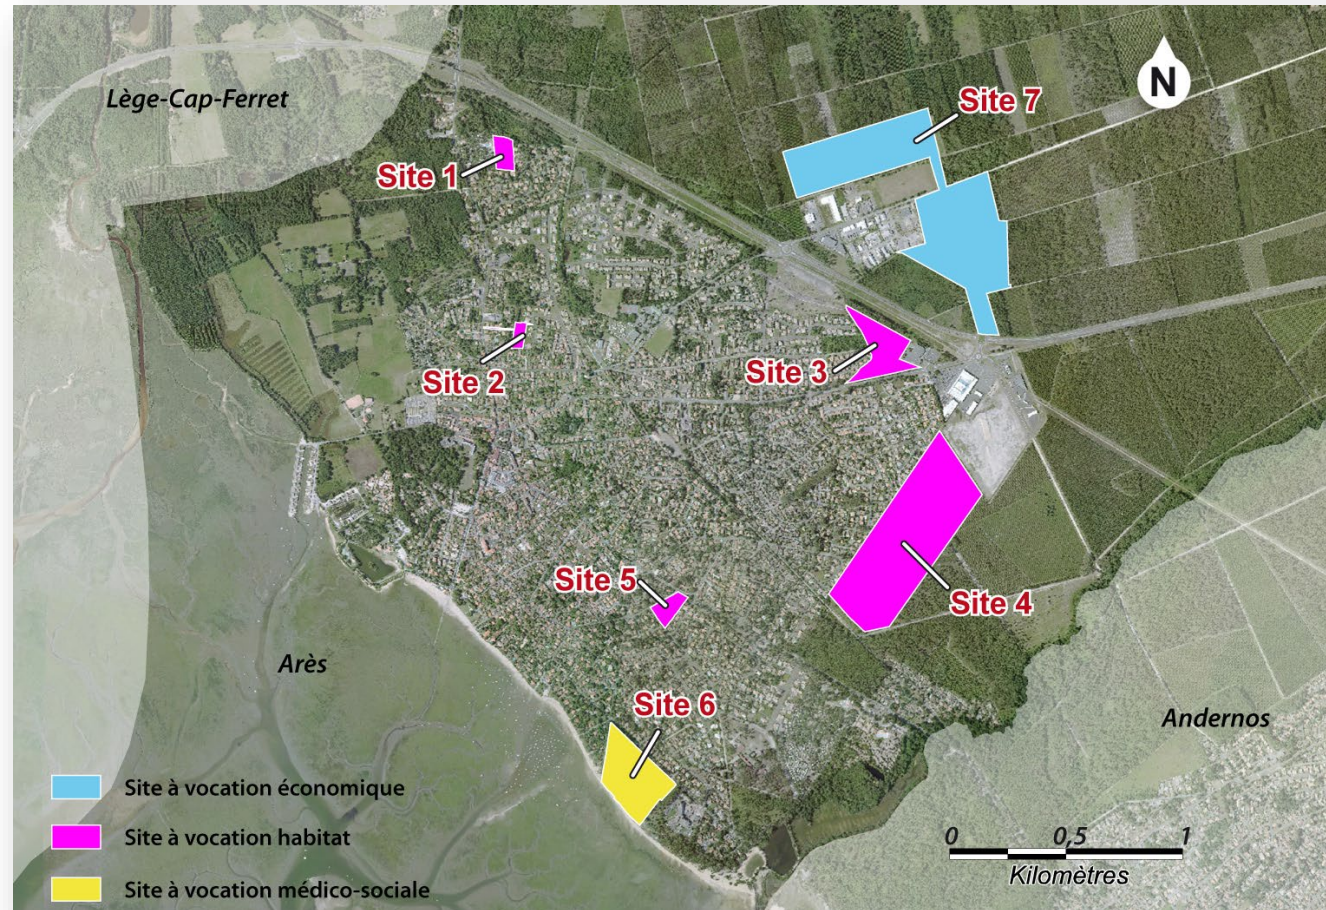 Lège-Cap-Ferret
N
Site 7
Site 1
Site 2
Site 3
Site 5
Site 4
Arès
Site 6
Andernos
Site à vocation économique
Site à vocation habitat
Site à vocation médico-sociale
0 0,5 1
Kilomètres